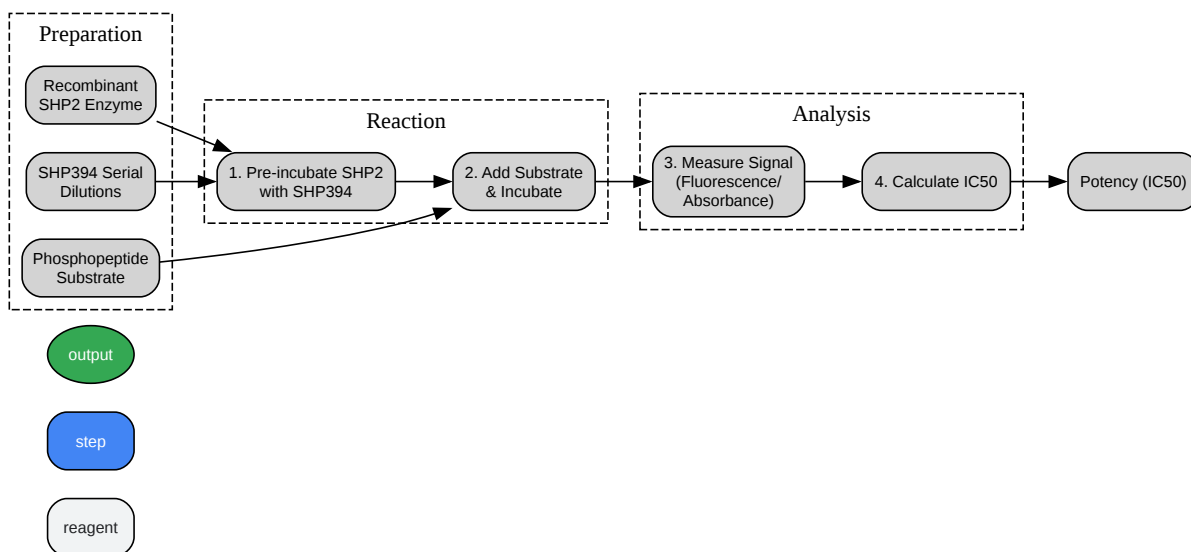 Preparation
Recombinant
SHP2 Enzyme
SHP394 Serial
Dilutions
Phosphopeptide
Substrate
Reaction
1. Pre-incubate SHP2
with SHP394
2. Add Substrate
& Incubate
Analysis
3. Measure Signal
(Fluorescence/
Absorbance)
4. Calculate IC50
Potency (IC50)
output
step
reagent